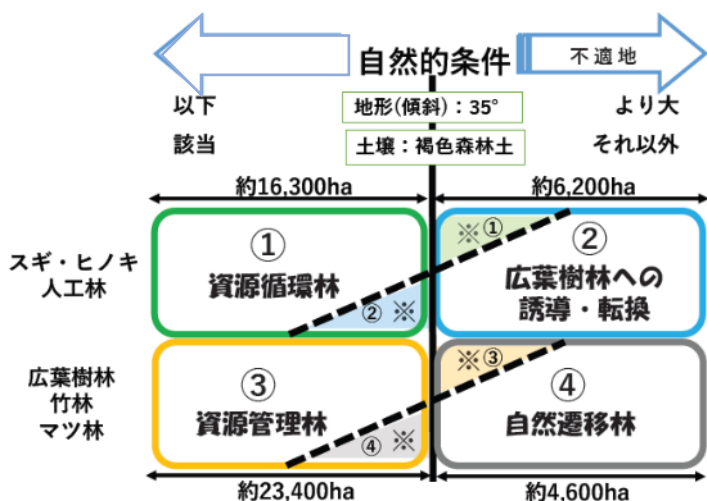 自然的条件
不適地
以下
地形(傾斜)：35°
より大
該当
土壌：褐色森林土
それ以外
約16,300ha
約6,200ha
スギ・ヒノキ
人工林
①
資源循環林
② ※
※①
②
広葉樹林への
誘導・転換
広葉樹林
竹林
マツ林
③
資源管理林
④ ※
※③
④
自然遷移林
約23,400ha
約4,600ha